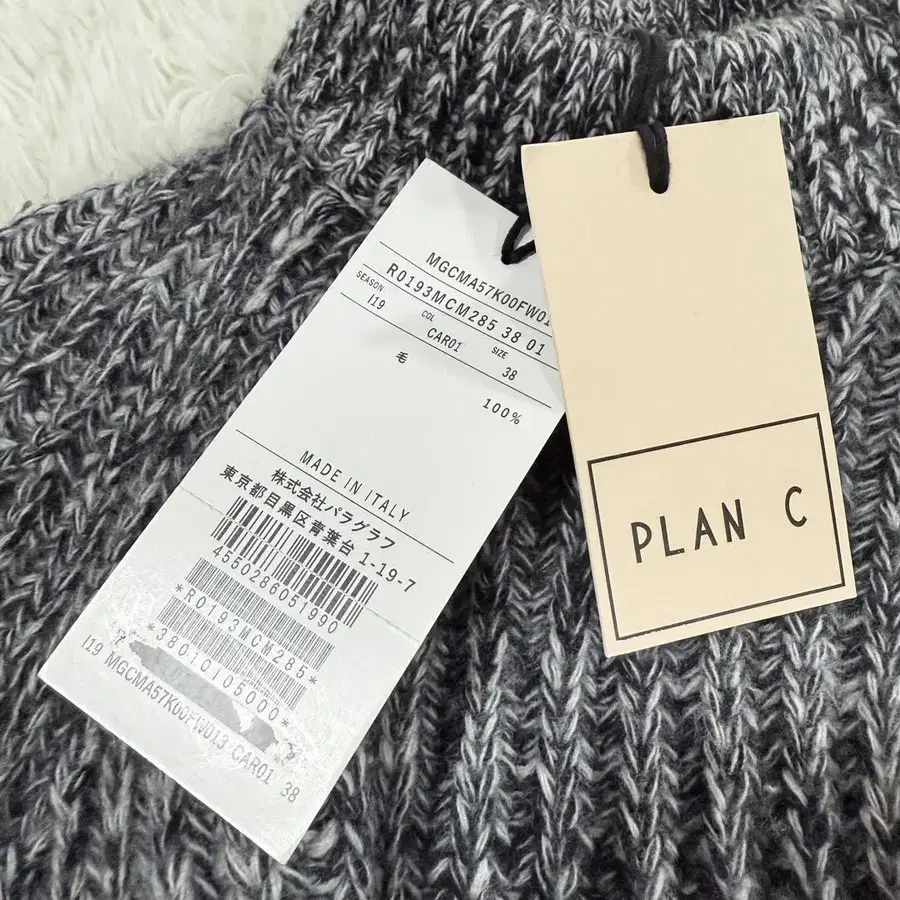 MGCMA57K00FW01
R0193MCM285 38 01
SEASON COL SIZE
I19 CAR01 38
毛 100%
MADE IN ITALY
株式会社パラグラフ
東京都目黒区青葉台 1-19-7
4550286051990
*R0193MCM285*
*380101105000*
I19 MGCMA57K00FW013 CAR01 38
PLAN C